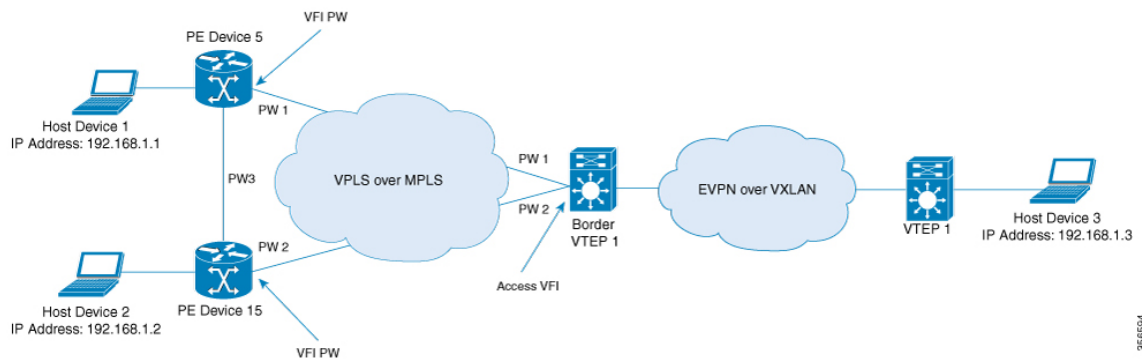 VFI PW
PE Device 5
PW 1
Host Device 1
IP Address: 192.168.1.1
VPLS over MPLS
PW3
PW 1
PW 2
EVPN over VXLAN
Border
VTEP 1
VTEP 1
Host Device 3
IP Address: 192.168.1.3
PW 2
Access VFI
Host Device 2
IP Address: 192.168.1.2
PE Device 15
VFI PW
356594